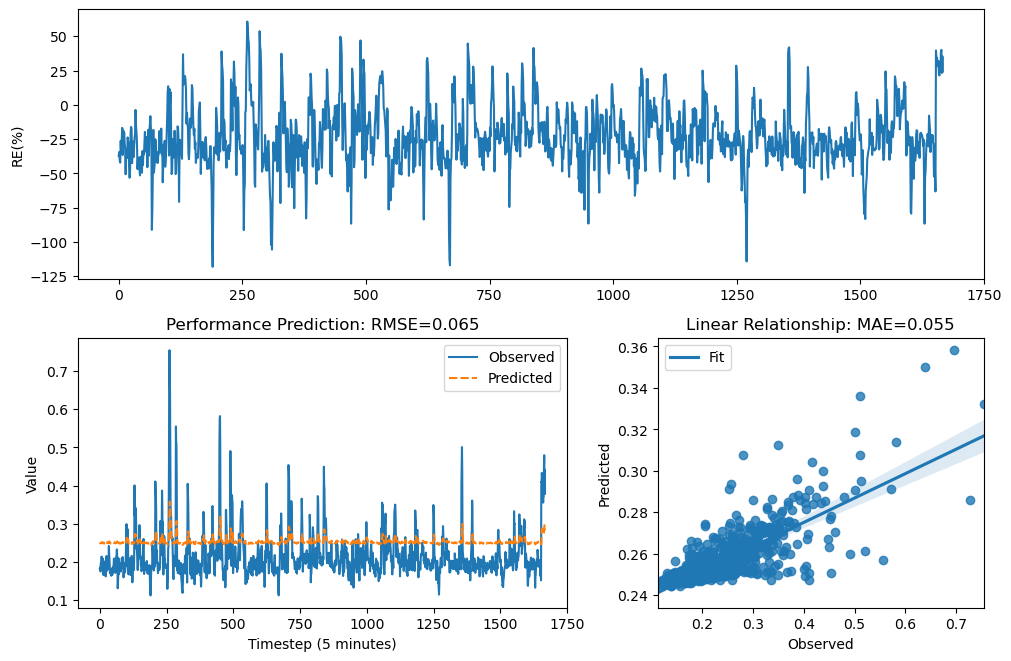 RE(%)
50
25
0
−25
−50
−75
−100
−125
0 250 500 750 1000 1250 1500 1750
Performance Prediction: RMSE=0.065
Value
0.7
0.6
0.5
0.4
0.3
0.2
0.1
Observed
Predicted
0 250 500 750 1000 1250 1500 1750
Timestep (5 minutes)
Linear Relationship: MAE=0.055
Predicted
0.36
0.34
0.32
0.30
0.28
0.26
0.24
Fit
0.2 0.3 0.4 0.5 0.6 0.7
Observed